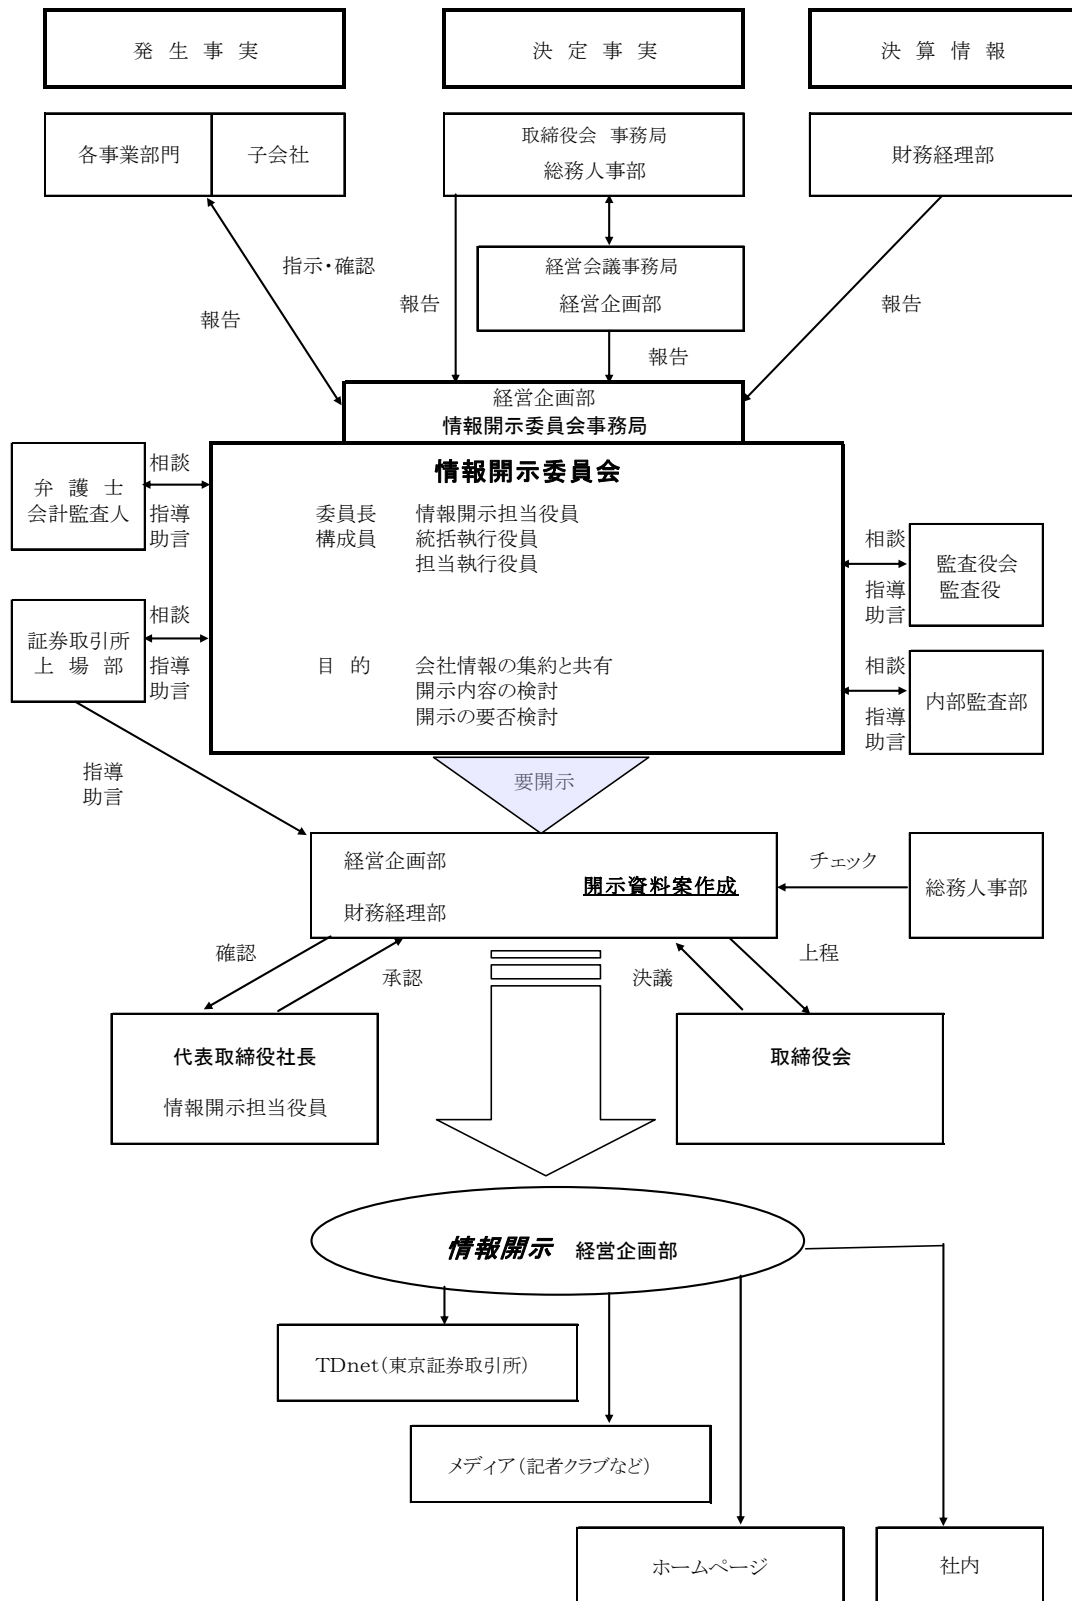 発 生 事 実
決 定 事 実
決 算 情 報
各事業部門
子会社
取締役会 事務局
総務人事部
財務経理部
指示・確認
報告
報告
経営会議事務局
経営企画部
報告
報告
経営企画部
情報開示委員会事務局
情報開示委員会
委員長 情報開示担当役員
構成員 統括執行役員
担当執行役員
目 的 会社情報の集約と共有
開示内容の検討
開示の要否検討
弁 護 士
会計監査人
相談
指導
助言
証券取引所
上 場 部
相談
指導
助言
相談
指導
助言
監査役会
監査役
相談
指導
助言
内部監査部
指導
助言
要開示
経営企画部
財務経理部
開示資料案作成
チェック
総務人事部
確認
承認
決議
上程
代表取締役社長
情報開示担当役員
取締役会
情報開示 経営企画部
TDnet(東京証券取引所)
メディア(記者クラブなど)
ホームページ
社内